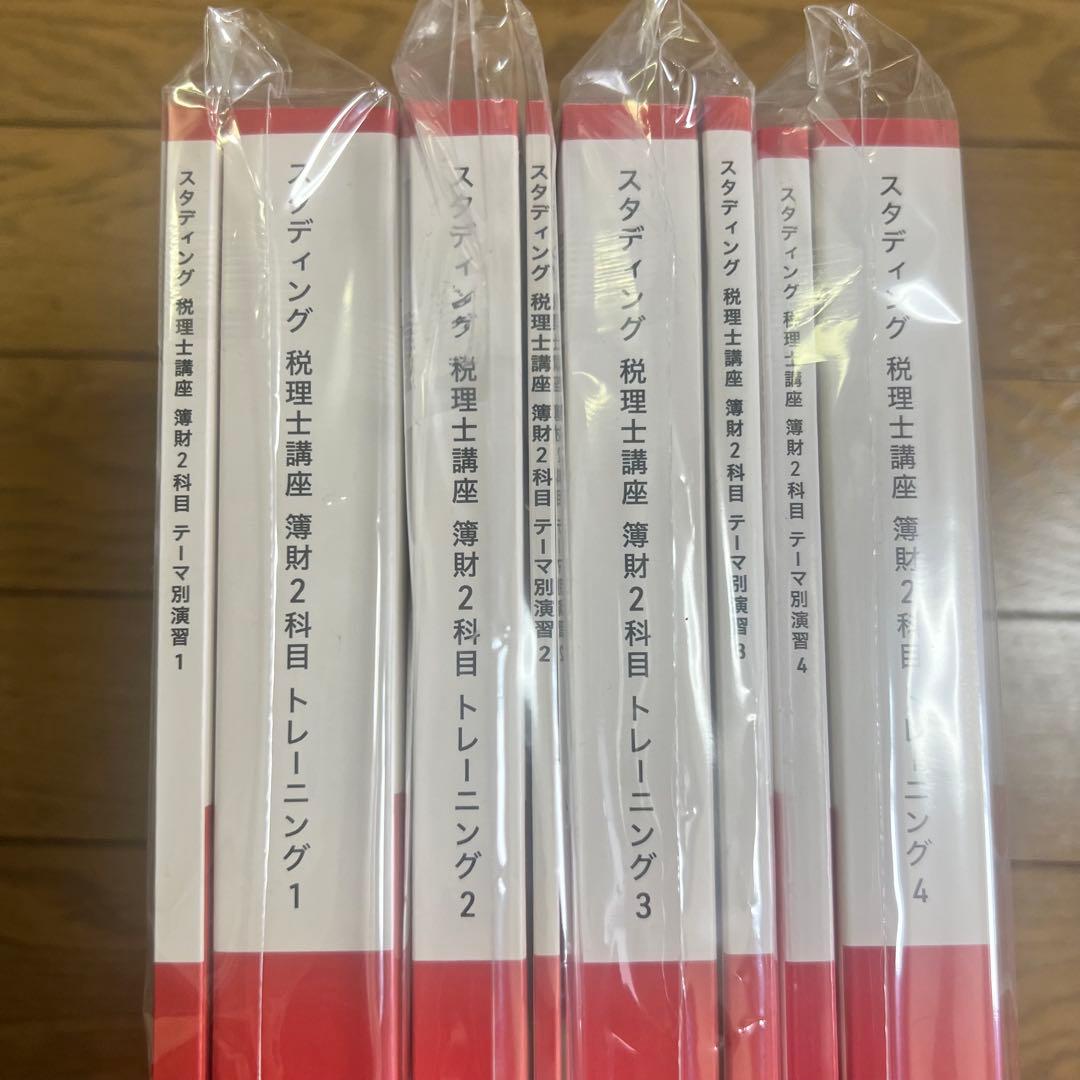 スタディング 税理士講座 簿財2科目 テーマ別演習 1
スタディング 税理士講座 簿財2科目 トレーニング 1
スタディング 税理士講座 簿財2科目 トレーニング 2
スタディング 税理士講座 簿財2科目 テーマ別演習 2
スタディング 税理士講座 簿財2科目 トレーニング 3
スタディング 税理士講座 簿財2科目 テーマ別演習 3
スタディング 税理士講座 簿財2科目 テーマ別演習 4
スタディング 税理士講座 簿財2科目 トレーニング 4